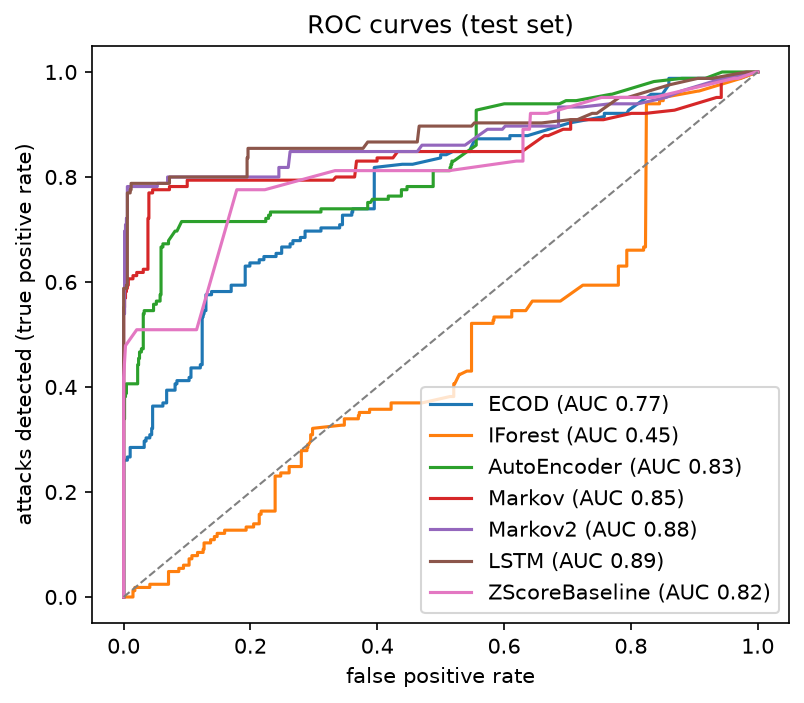 ROC curves (test set)
attacks detected (true positive rate)
1.0
0.8
0.6
0.4
0.2
0.0
ECOD (AUC 0.77)
IForest (AUC 0.45)
AutoEncoder (AUC 0.83)
Markov (AUC 0.85)
Markov2 (AUC 0.88)
LSTM (AUC 0.89)
ZScoreBaseline (AUC 0.82)
0.0 0.2 0.4 0.6 0.8 1.0
false positive rate